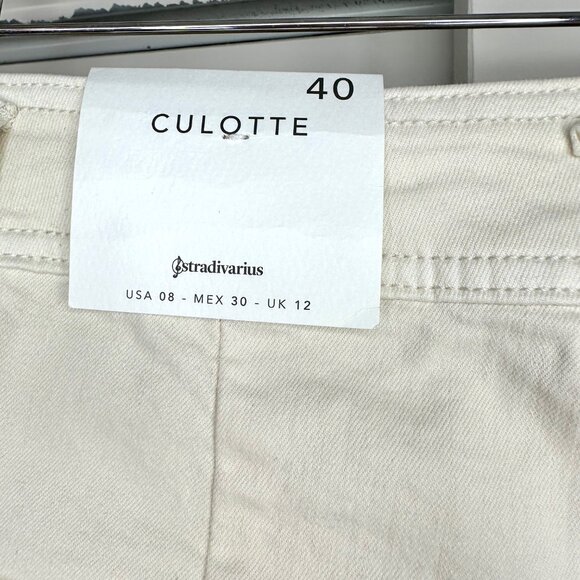 40
CULOTTE
stradivarius
USA 08 - MEX 30 - UK 12